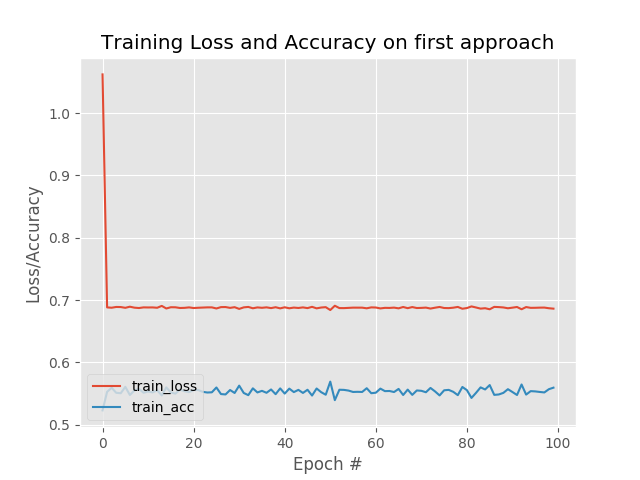 Training Loss and Accuracy on first approach
1.0
0.9
0.8
0.7
0.6
0.5
Loss/Accuracy
train_loss
train_acc
0 20 40 60 80 100
Epoch #